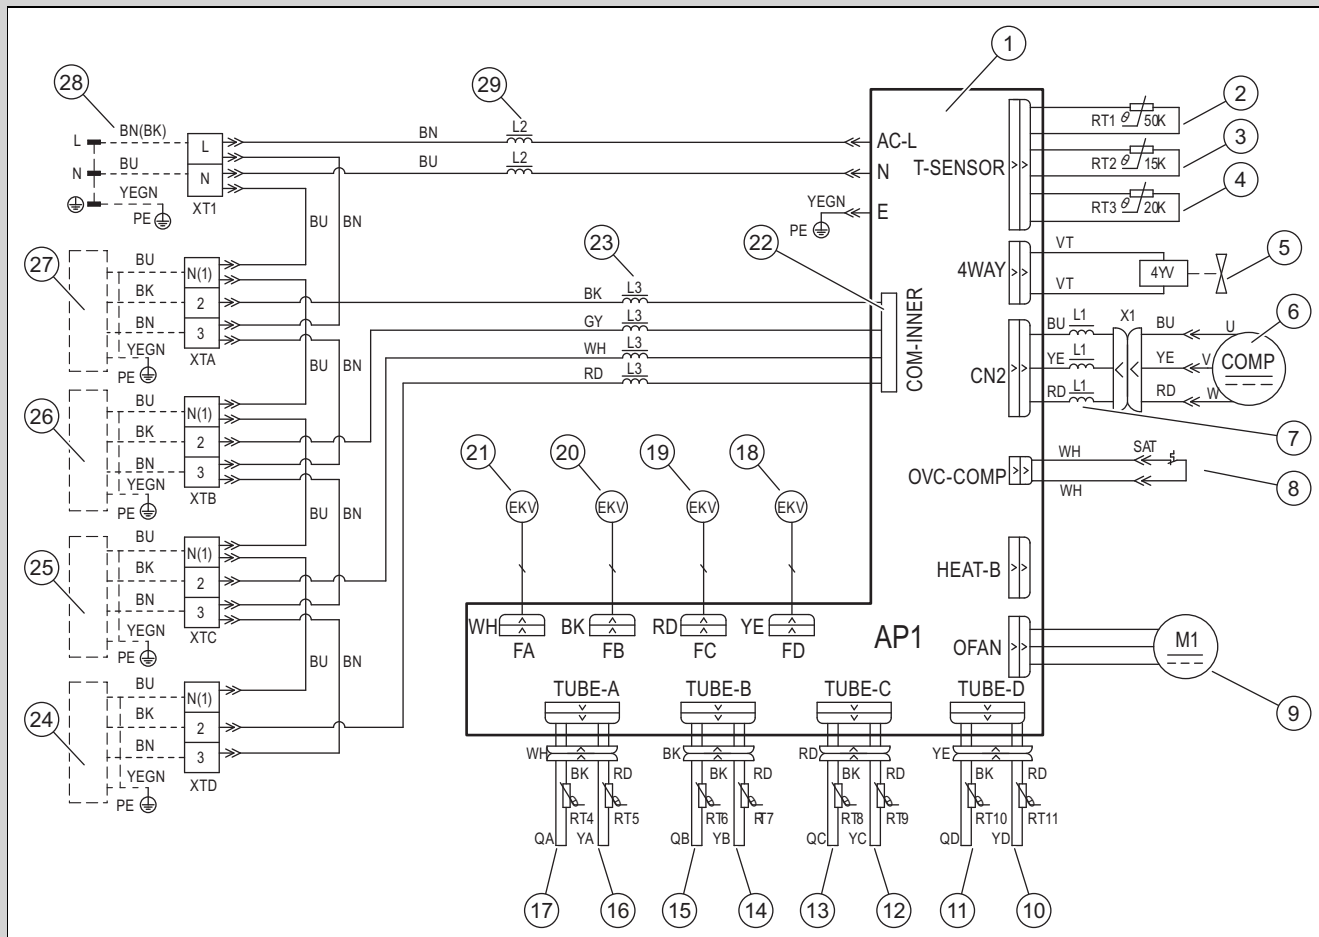 1
28
29
2
BN(BK)
L2
BN
L
L
AC-L
RT1 θ 50K
3
BU
L2
BU
N
N
N
T-SENSOR
RT2 θ 15K
4
YEGN
PE
XT1
YEGN
E
PE
RT3 θ 20K
BU
BN
23
22
27
BU
N(1)
VT
4WAY
4YV
5
BK
2
BK
L3
VT
BN
3
GY
L3
YEGN
XTA
PE
WH
L3
RD
L3
COM-INNER
BU
L1
X1
BU
U
6
YE
L1
YE
V
COMP
CN2
RD
L1
RD
W
7
BU
BN
26
BU
N(1)
BK
2
BN
3
YEGN
XTB
PE
21
20
19
18
WH
SAT
OVC-COMP
8
WH
EKV
EKV
EKV
EKV
BU
BN
25
BU
N(1)
BK
2
BN
3
YEGN
XTC
PE
HEAT-B
WH
BK
RD
YE
FA
FB
FC
FD
AP1
OFAN
M1
9
BU
BN
24
BU
N(1)
BK
2
BN
3
YEGN
XTD
PE
TUBE-A
TUBE-B
TUBE-C
TUBE-D
WH
BK
RD
YE
BK
RD
BK
RD
BK
RD
BK
RD
RT4
RT5
RT6
RT7
RT8
RT9
RT10
RT11
QA
YA
QB
YB
QC
YC
QD
YD
17
16
15
14
13
12
11
10